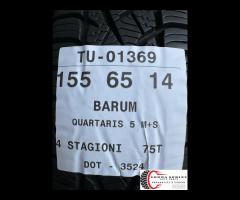 TU-01369
155 65 14
BARUM
QUARTARIS 5 M+S
4 STAGIONI 75T
DOT - 3524